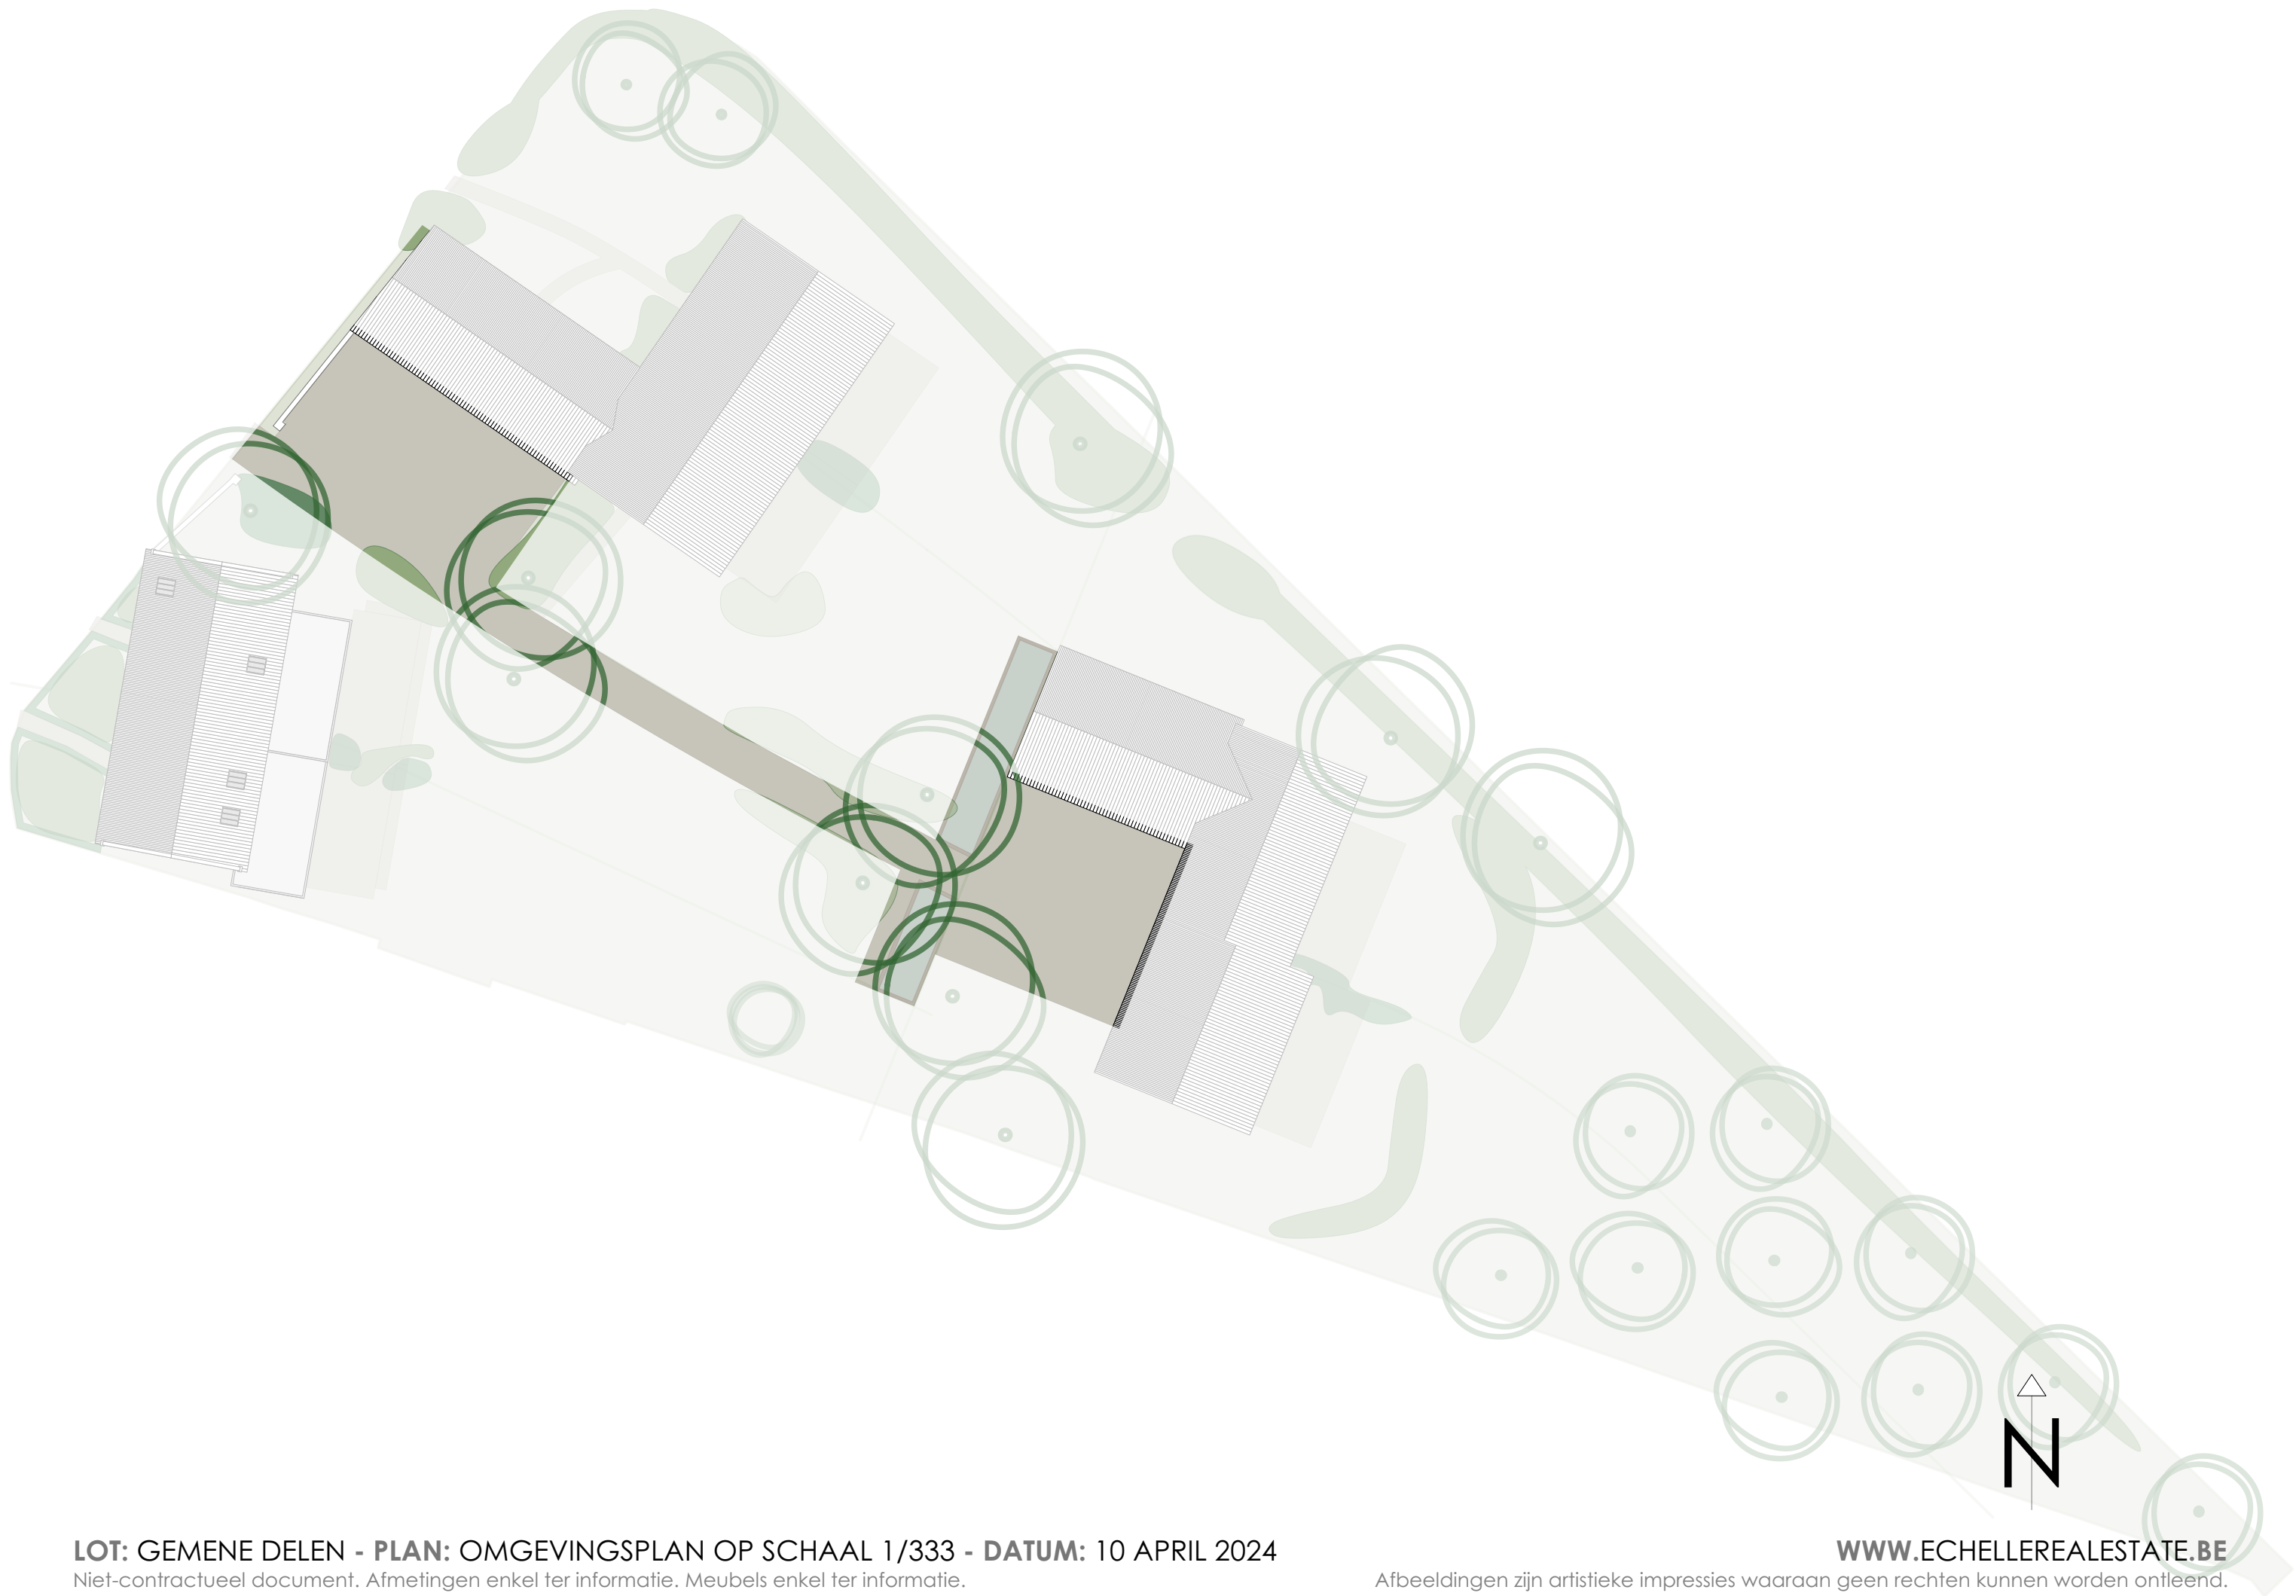 N
LOT: GEMENE DELEN - PLAN: OMGEVINGSPLAN OP SCHAAL 1/333 - DATUM: 10 APRIL 2024
Niet-contractueel document. Afmetingen enkel ter informatie. Meubels enkel ter informatie.
WWW.ECHELLEREALESTATE.BE
Afbeeldingen zijn artistieke impressies waaraan geen rechten kunnen worden ontleend.